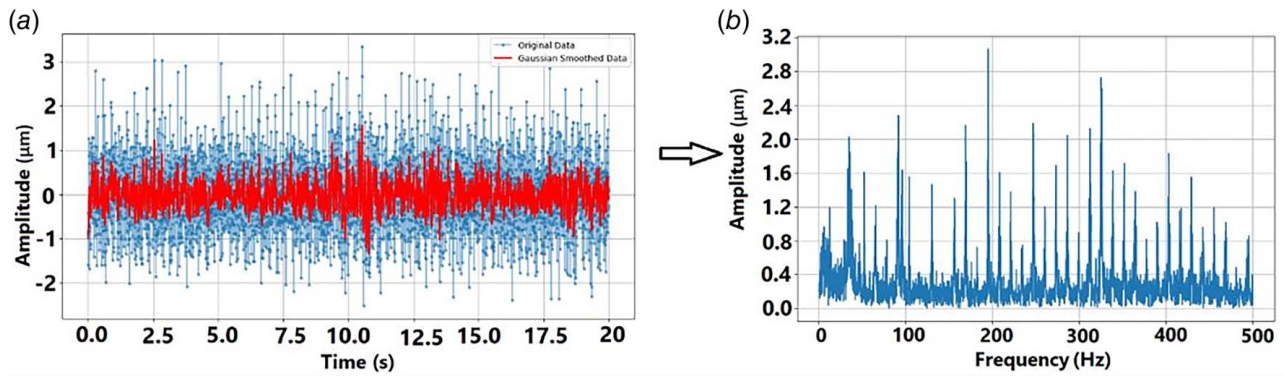 (a)
Original Data
Gaussian Smoothed Data
Amplitude (μm)
3
2
1
0
-1
-2
0.0 2.5 5.0 7.5 10.0 12.5 15.0 17.5 20
Time (s)
(b)
Amplitude (μm)
3.2
2.8
2.4
2.0
1.6
1.2
0.8
0.4
0.0
0 100 200 300 400 500
Frequency (Hz)